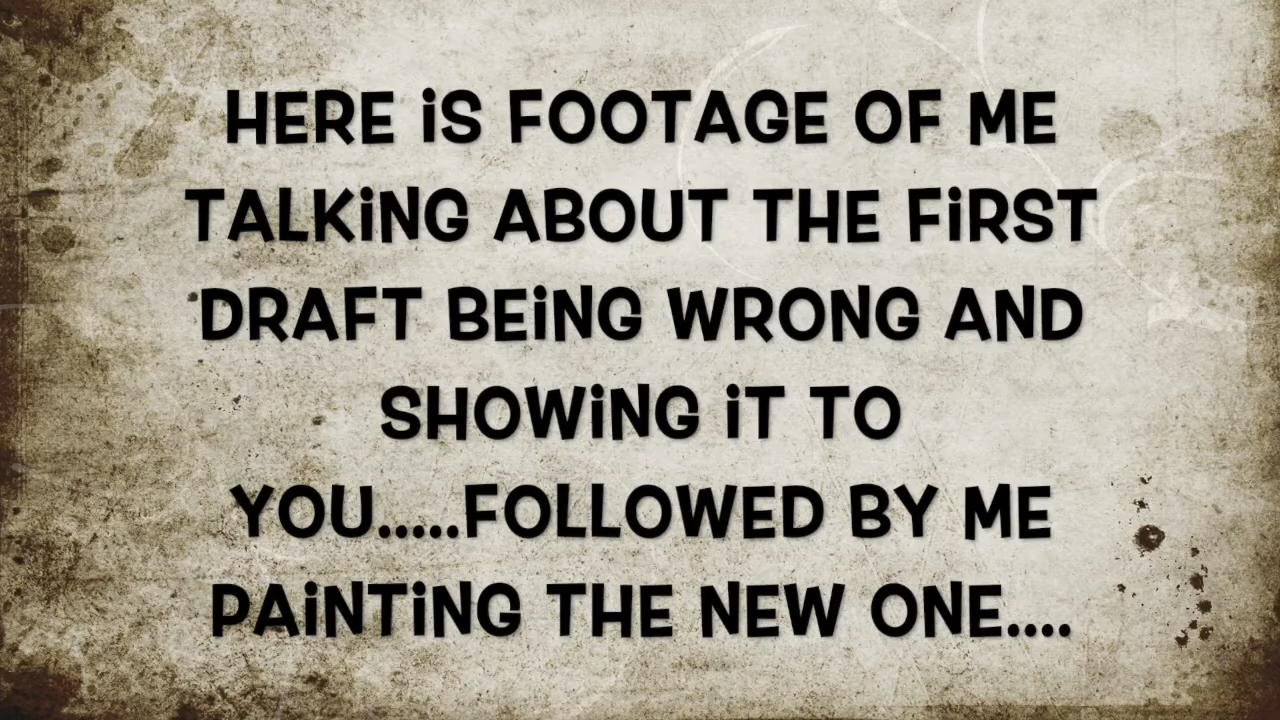 HERE iS FOOTAGE OF ME
TALKiNG ABOUT THE FiRST
DRAFT BEiNG WRONG AND
SHOWiNG iT TO
YOU.....FOLLOWED BY ME
PAiNTiNG THE NEW ONE....